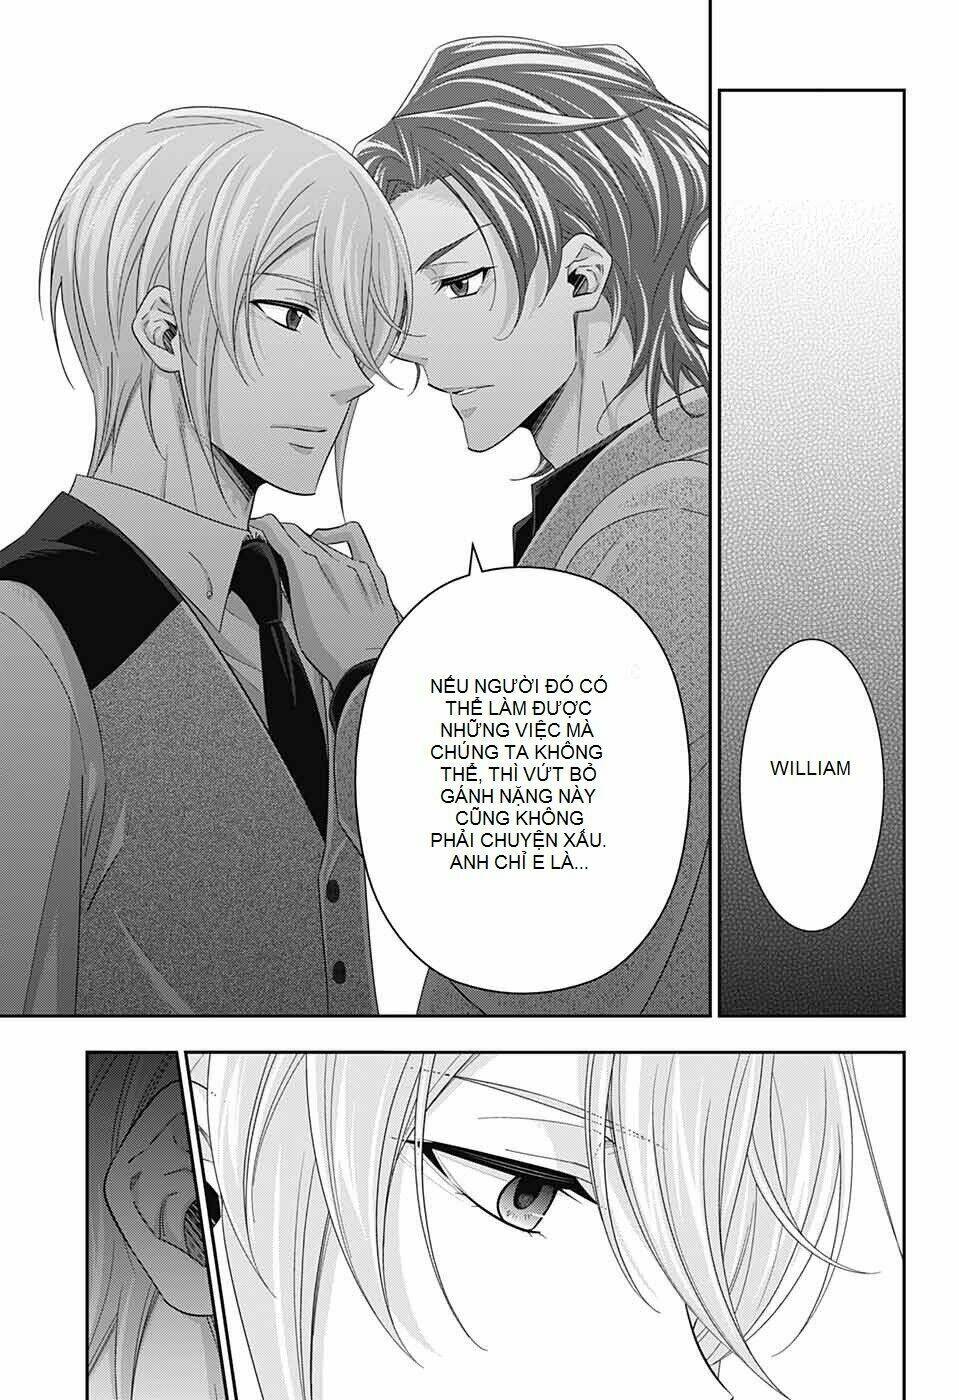 WILLIAM
NẾU NGƯỜI ĐÓ CÓ
THỂ LÀM ĐƯỢC
NHỮNG VIỆC MÀ
CHÚNG TA KHÔNG
THỂ, THÌ VỨT BỎ
GÁNH NẶNG NÀY
CŨNG KHÔNG
PHẢI CHUYỆN XẤU.
ANH CHỈ E LÀ...